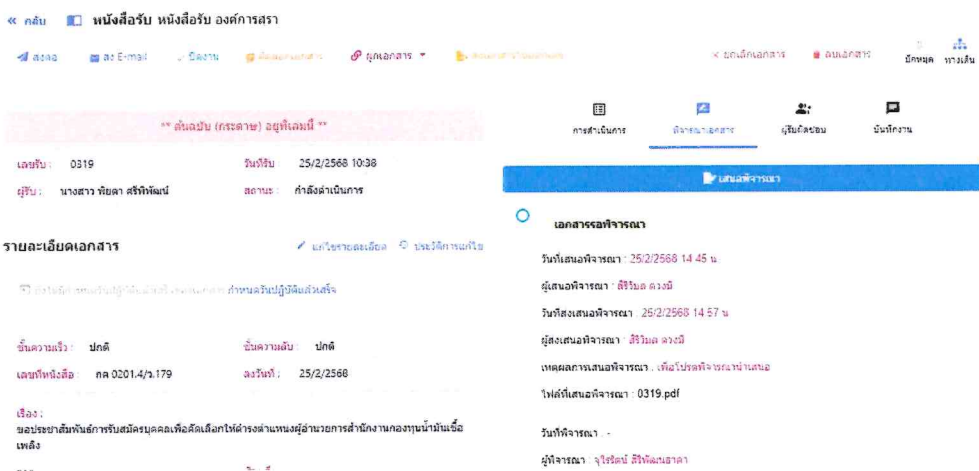 « กลับ หนังสือรับ หนังสือรับ องค์การสุรา
ส่งต่อ ส่ง E-mail ปิดงาน ผูกเอกสาร
ยกเลิกเอกสาร ลบเอกสาร ปักหมุด ทางเดิน
** ต้นฉบับ (กระดาษ) อยู่ที่เล่มนี้ **
เลขรับ : 0319 วันที่รับ 25/2/2568 10:38
ผู้รับ : นางสาว พิยดา ศรีพิพัฒน์ สถานะ : กำลังดำเนินการ
รายละเอียดเอกสาร แก้ไขรายละเอียด ประวัติการแก้ไข
กำหนดวันปฏิบัติแล้วเสร็จ
ชั้นความเร็ว : ปกติ ชั้นความลับ : ปกติ
เลขที่หนังสือ : กค 0201.4/ว.179 ลงวันที่ : 25/2/2568
เรื่อง :
ขอประชาสัมพันธ์การรับสมัครบุคคลเพื่อคัดเลือกให้ดำรงตำแหน่งผู้อำนวยการสำนักงานกองทุนน้ำมันเชื้อ
เพลิง
การดำเนินการ พิจารณาเอกสาร ผู้รับผิดชอบ บันทึกงาน
เสนอพิจารณา
เอกสารรอพิจารณา
วันที่เสนอพิจารณา : 25/2/2568 14:45 น
ผู้เสนอพิจารณา : สิริวิมล ดวงมี
วันที่ส่งเสนอพิจารณา : 25/2/2568 14:57 น
ผู้ส่งเสนอพิจารณา : สิริวิมล ดวงมี
เหตุผลการเสนอพิจารณา : เพื่อโปรดพิจารณานำเสนอ
ไฟล์ที่เสนอพิจารณา : 0319.pdf
วันที่พิจารณา : -
ผู้พิจารณา : จุไรรัตน์ สิริพัฒนธาดา